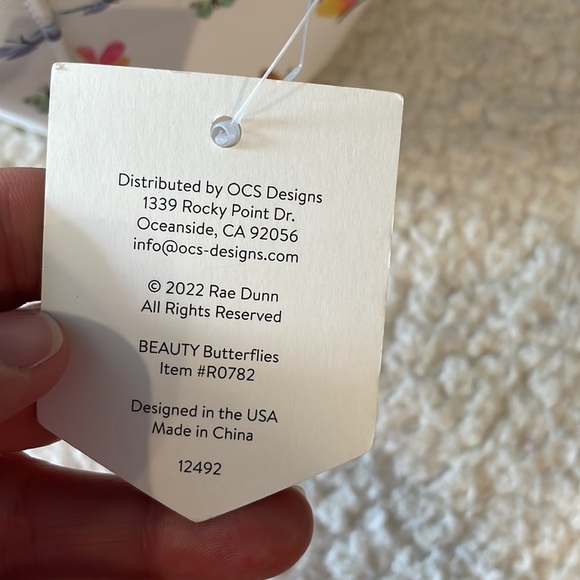 Distributed by OCS Designs
1339 Rocky Point Dr.
Oceanside, CA 92056
info@ocs-designs.com
© 2022 Rae Dunn
All Rights Reserved
BEAUTY Butterflies
Item #R0782
Designed in the USA
Made in China
12492